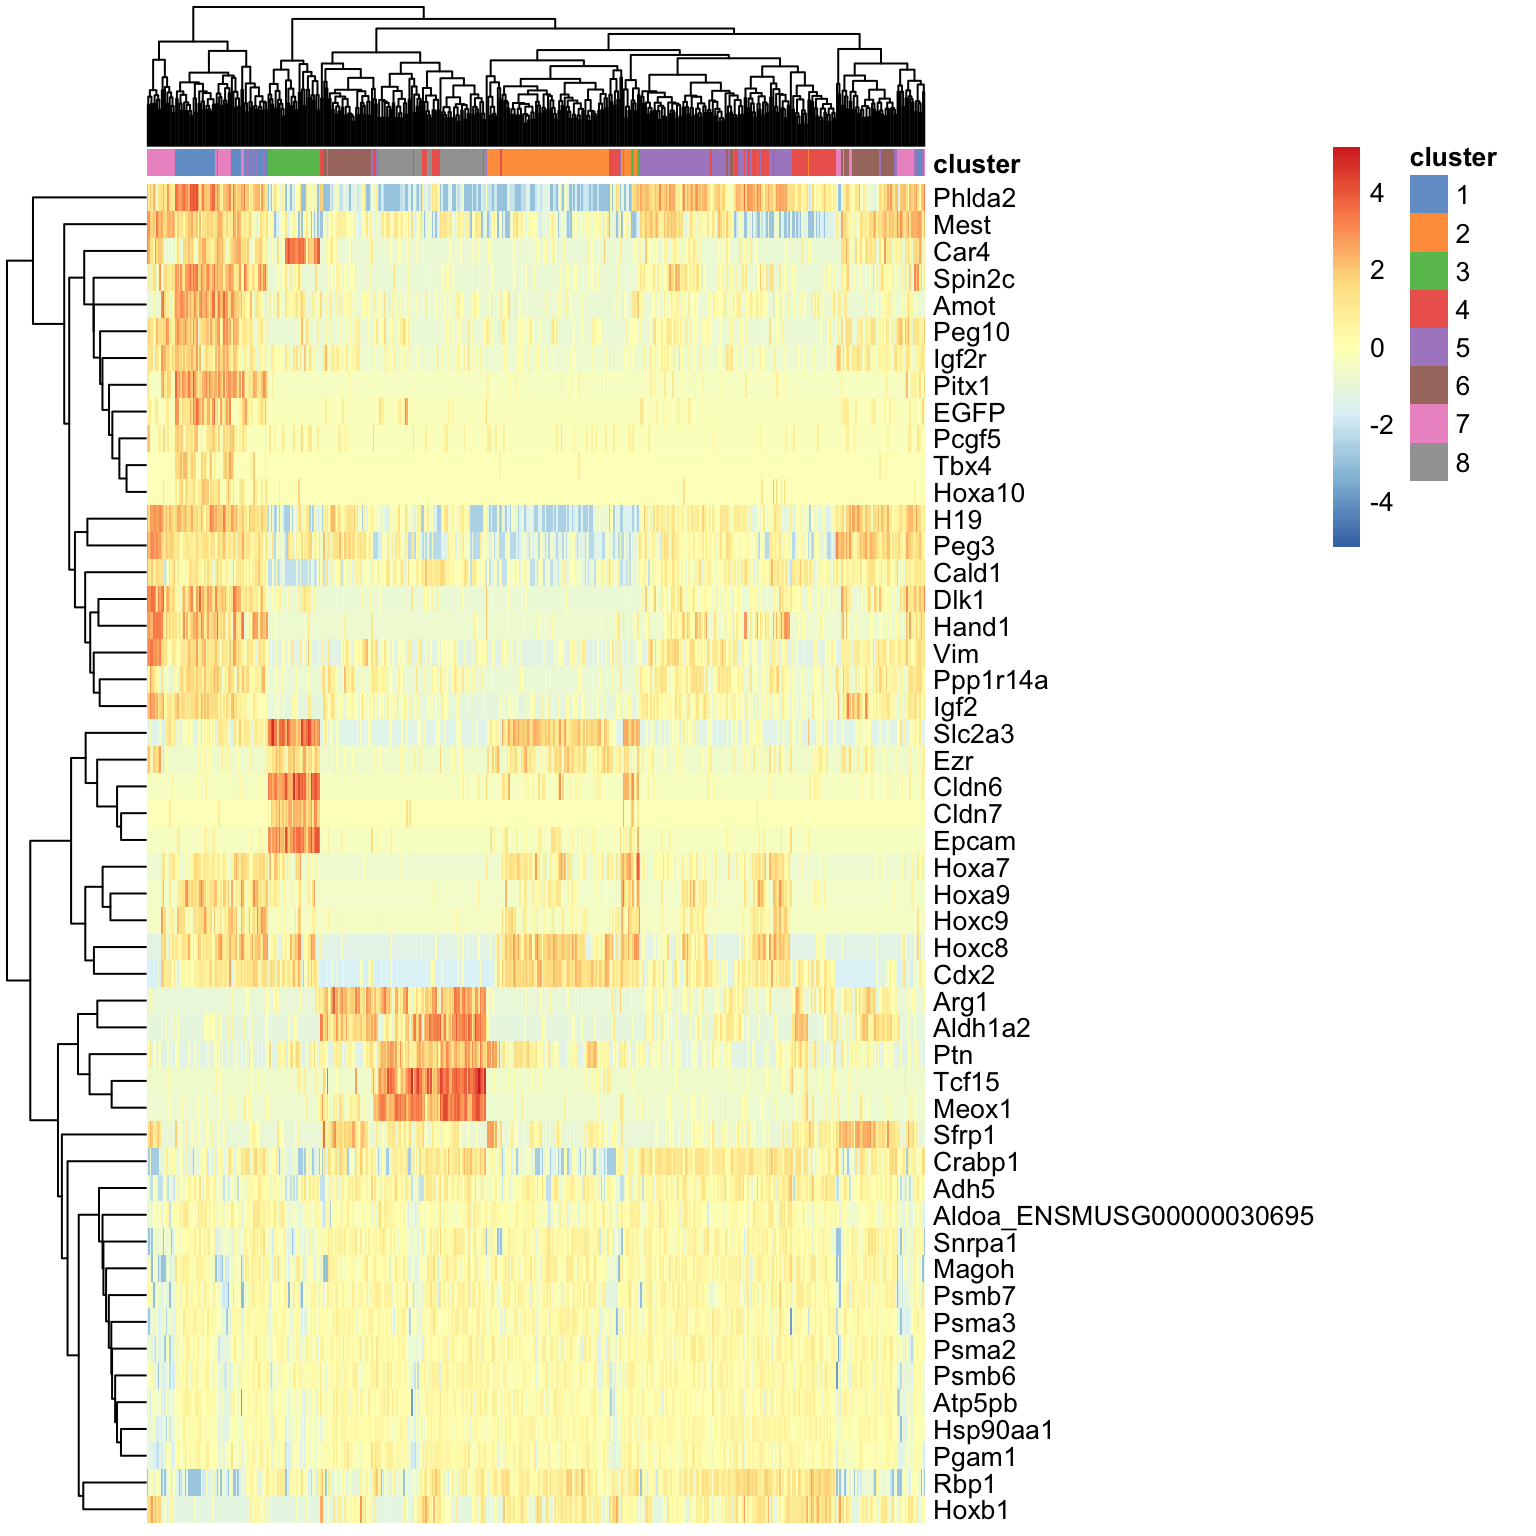 cluster
Phlda2
Mest
Car4
Spin2c
Amot
Peg10
Igf2r
Pitx1
EGFP
Pcgf5
Tbx4
Hoxa10
H19
Peg3
Cald1
Dlk1
Hand1
Vim
Ppp1r14a
Igf2
Slc2a3
Ezr
Cldn6
Cldn7
Epcam
Hoxa7
Hoxa9
Hoxc9
Hoxc8
Cdx2
Arg1
Aldh1a2
Ptn
Tcf15
Meox1
Sfrp1
Crabp1
Adh5
Aldoa_ENSMUSG00000030695
Snrpa1
Magoh
Psmb7
Psma3
Psma2
Psmb6
Atp5pb
Hsp90aa1
Pgam1
Rbp1
Hoxb1
4
2
0
-2
-4
cluster
1
2
3
4
5
6
7
8